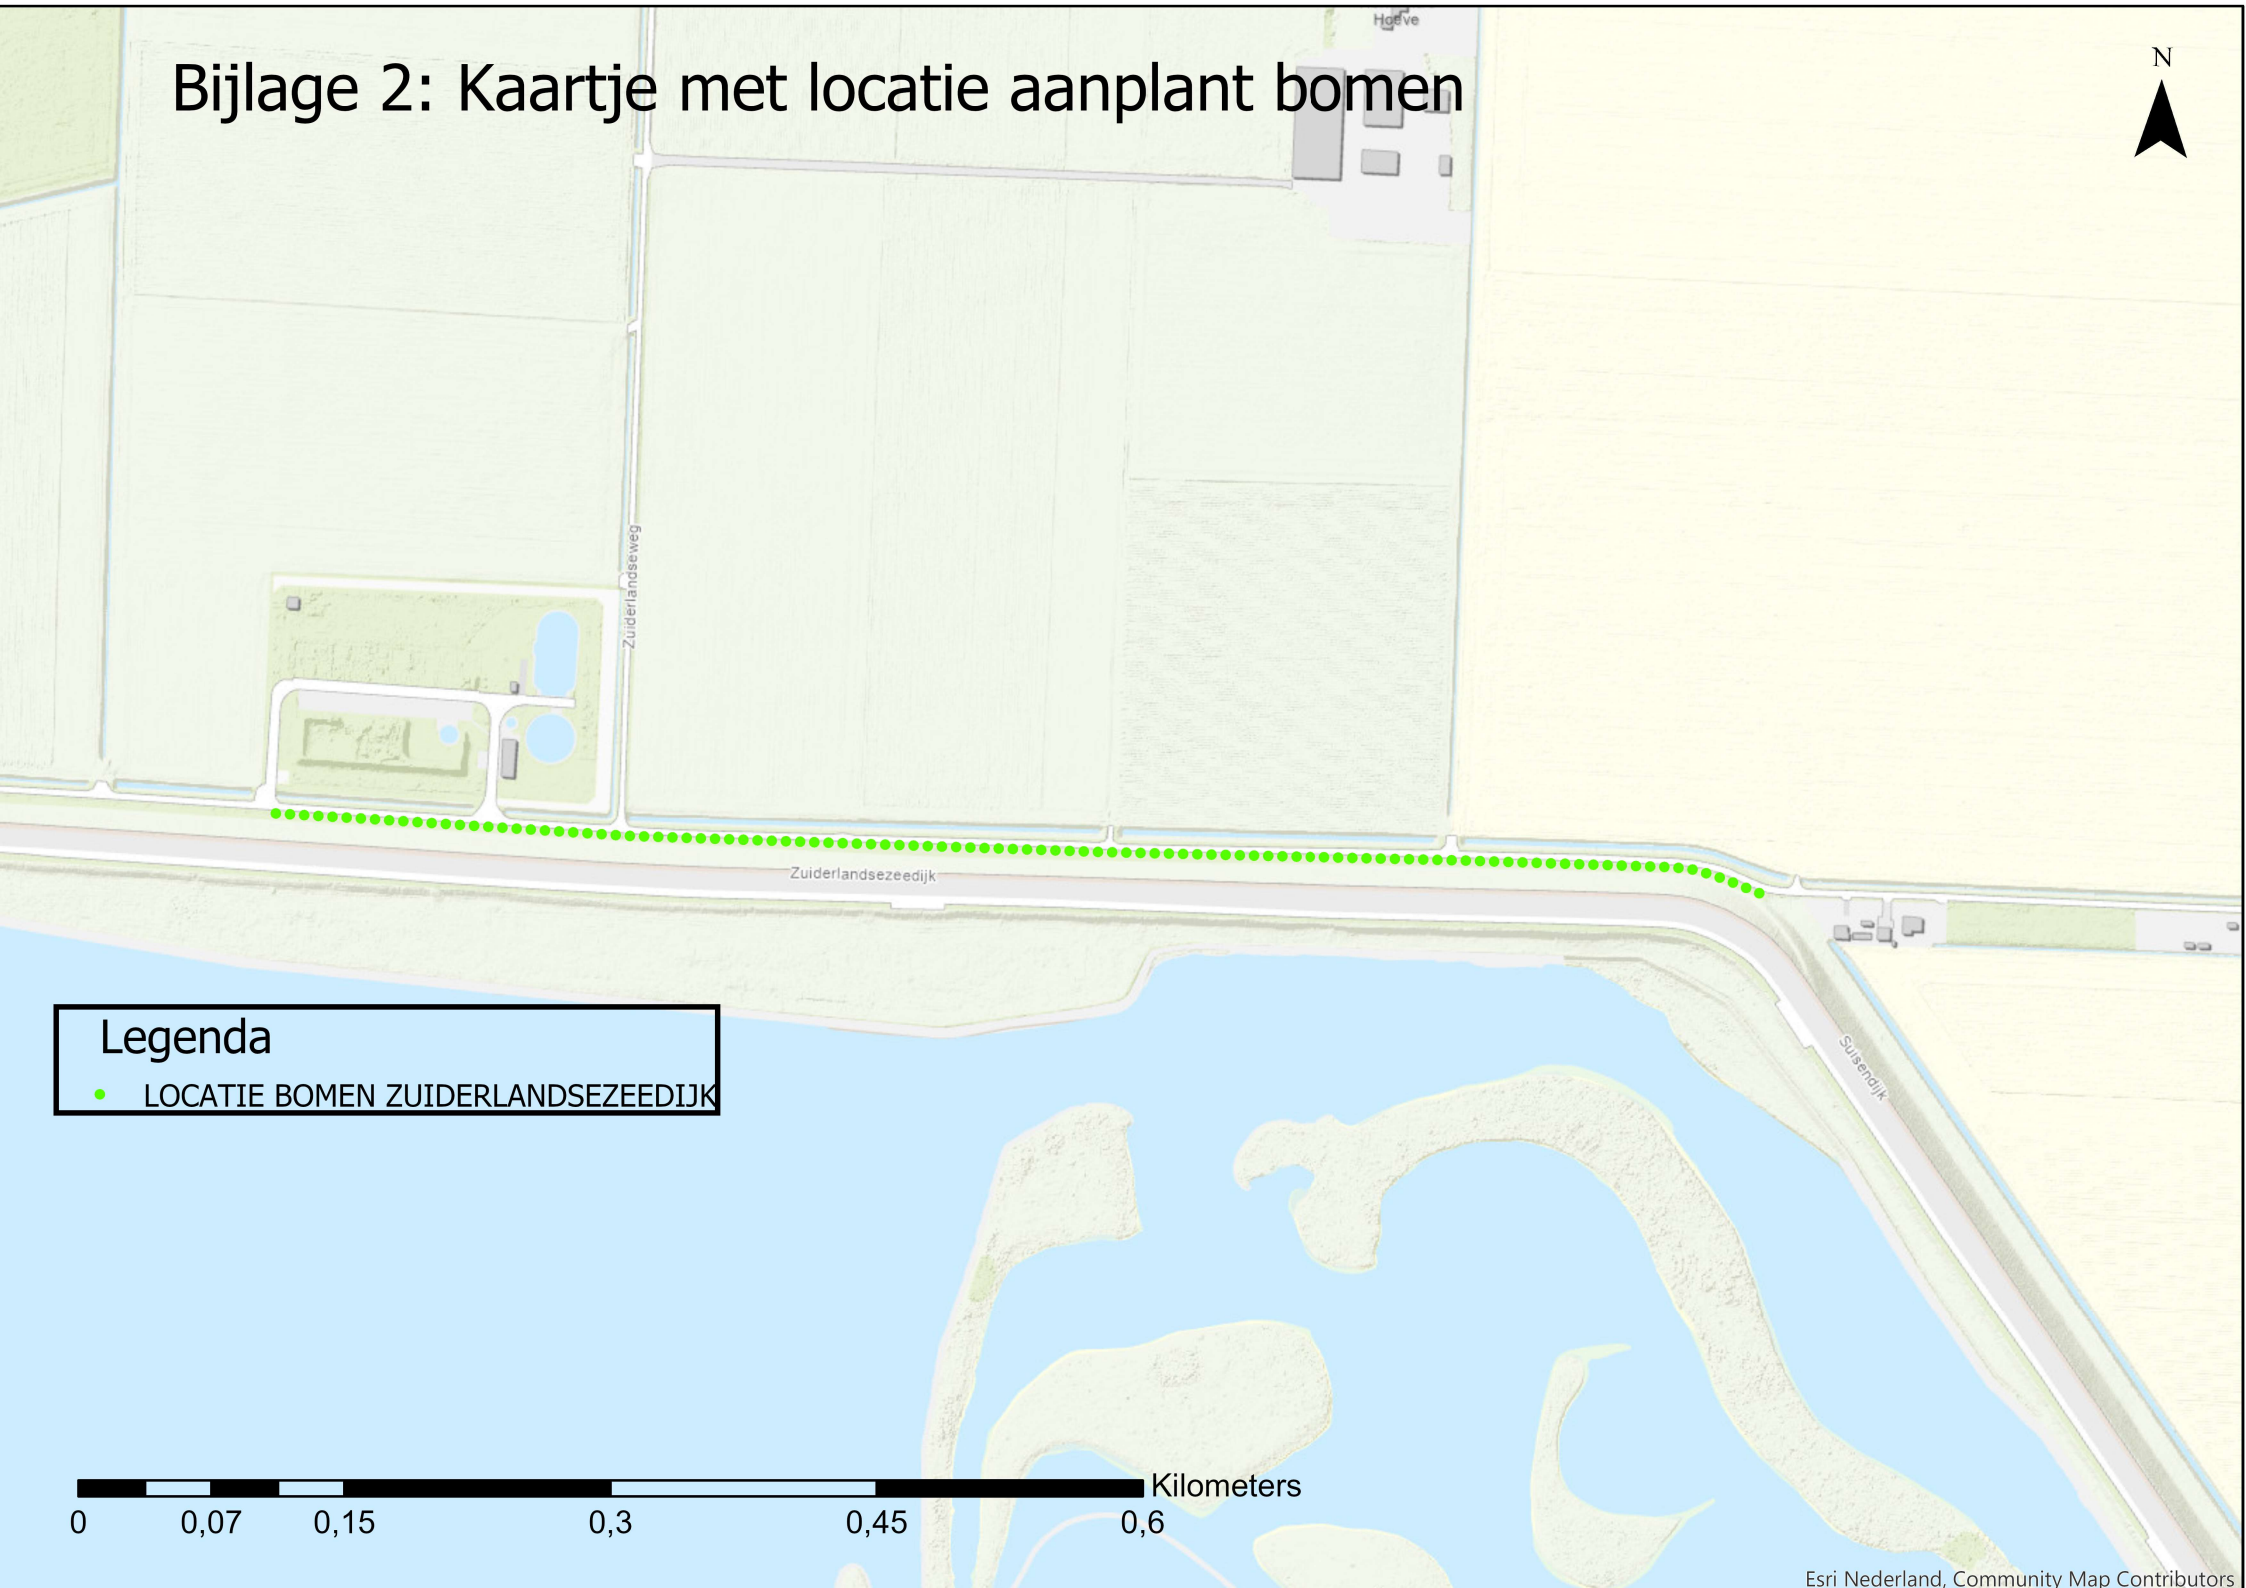 Hoeve
Bijlage 2: Kaartje met locatie aanplant bomen
N
Zuiderlandseweg
Zuiderlandsezeedijk
Suisendijk
Legenda
LOCATIE BOMEN ZUIDERLANDSEZEEDIJK
Kilometers
0 0,07 0,15 0,3 0,45 0,6
Esri Nederland, Community Map Contributors